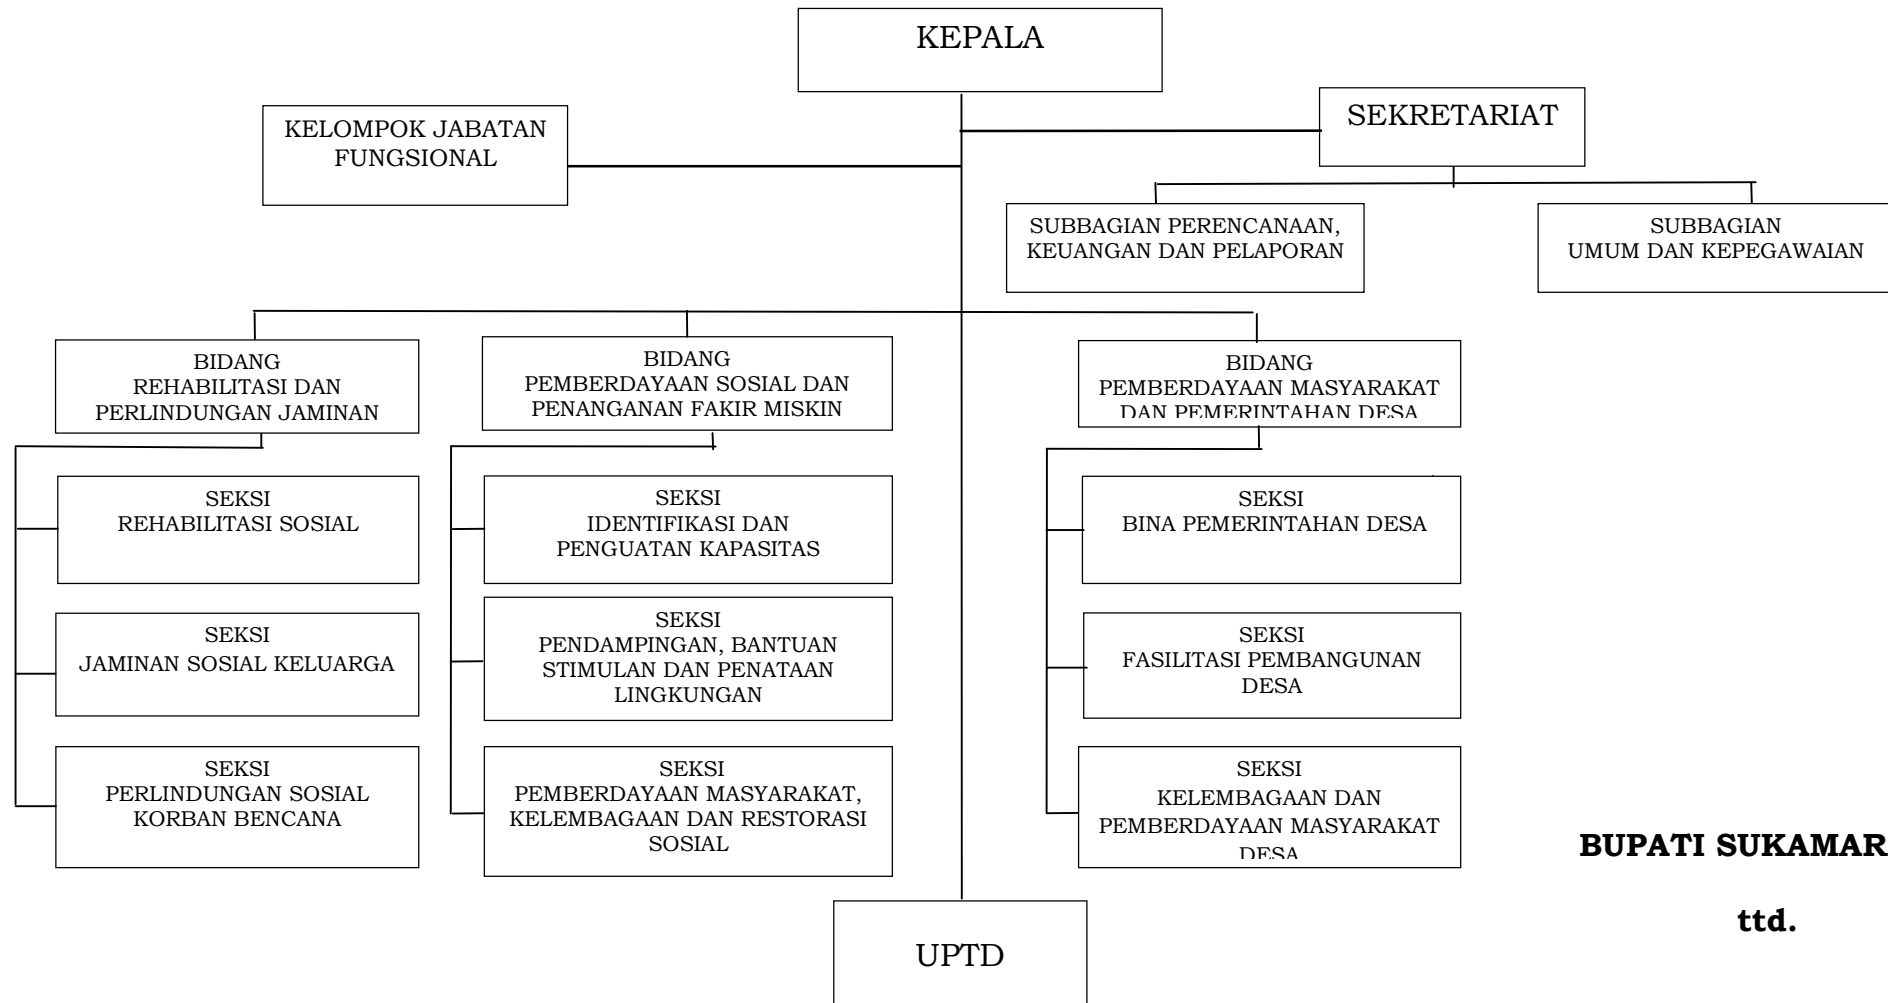 KEPALA
KELOMPOK JABATAN
FUNGSIONAL
SEKRETARIAT
SUBBAGIAN PERENCANAAN,
KEUANGAN DAN PELAPORAN
SUBBAGIAN
UMUM DAN KEPEGAWAIAN
BIDANG
REHABILITASI DAN
PERLINDUNGAN JAMINAN
BIDANG
PEMBERDAYAAN SOSIAL DAN
PENANGANAN FAKIR MISKIN
BIDANG
PEMBERDAYAAN MASYARAKAT
DAN PEMERINTAHAN DESA
SEKSI
REHABILITASI SOSIAL
SEKSI
IDENTIFIKASI DAN
PENGUATAN KAPASITAS
SEKSI
BINA PEMERINTAHAN DESA
SEKSI
JAMINAN SOSIAL KELUARGA
SEKSI
PENDAMPINGAN, BANTUAN
STIMULAN DAN PENATAAN
LINGKUNGAN
SEKSI
FASILITASI PEMBANGUNAN
DESA
SEKSI
PERLINDUNGAN SOSIAL
KORBAN BENCANA
SEKSI
PEMBERDAYAAN MASYARAKAT,
KELEMBAGAAN DAN RESTORASI
SOSIAL
SEKSI
KELEMBAGAAN DAN
PEMBERDAYAAN MASYARAKAT
DESA
BUPATI SUKAMAR
ttd.
UPTD